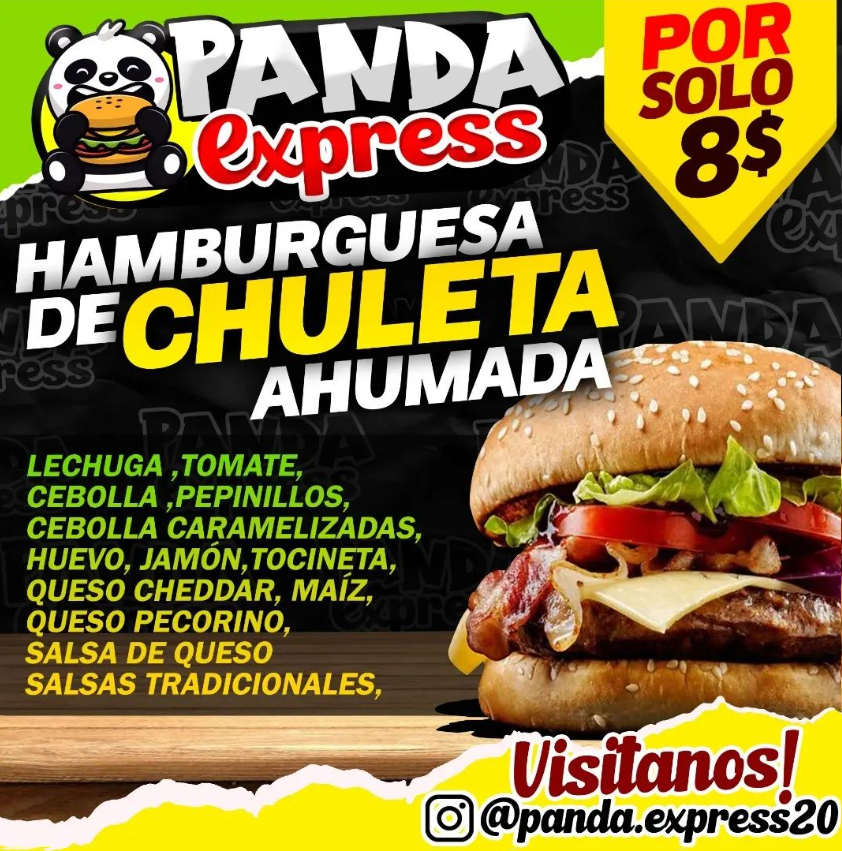 PANDA
express
POR
SOLO
8$
HAMBURGUESA
DE CHULETA
AHUMADA
LECHUGA ,TOMATE,
CEBOLLA ,PEPINILLOS,
CEBOLLA CARAMELIZADAS,
HUEVO, JAMÓN,TOCINETA,
QUESO CHEDDAR, MAÍZ,
QUESO PECORINO,
SALSA DE QUESO
SALSAS TRADICIONALES,
Visitanos!
@panda.express20